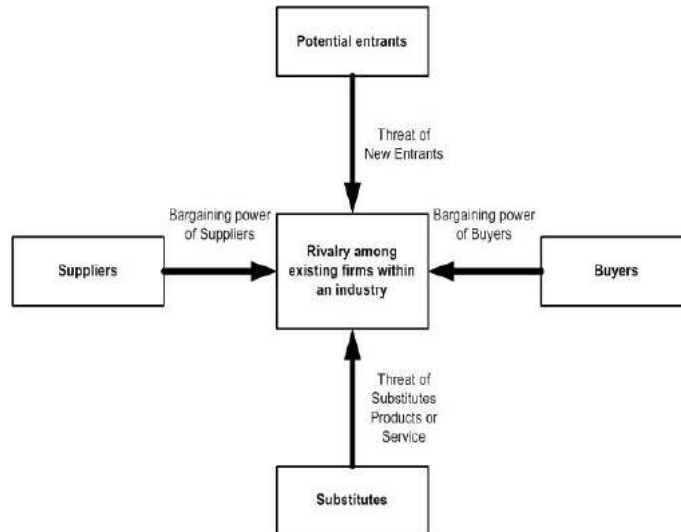 Potential entrants
Threat of
New Entrants
Bargaining power
of Suppliers
Bargaining power
of Buyers
Suppliers
Rivalry among
existing firms within
an industry
Buyers
Threat of
Substitutes
Products or
Service
Substitutes